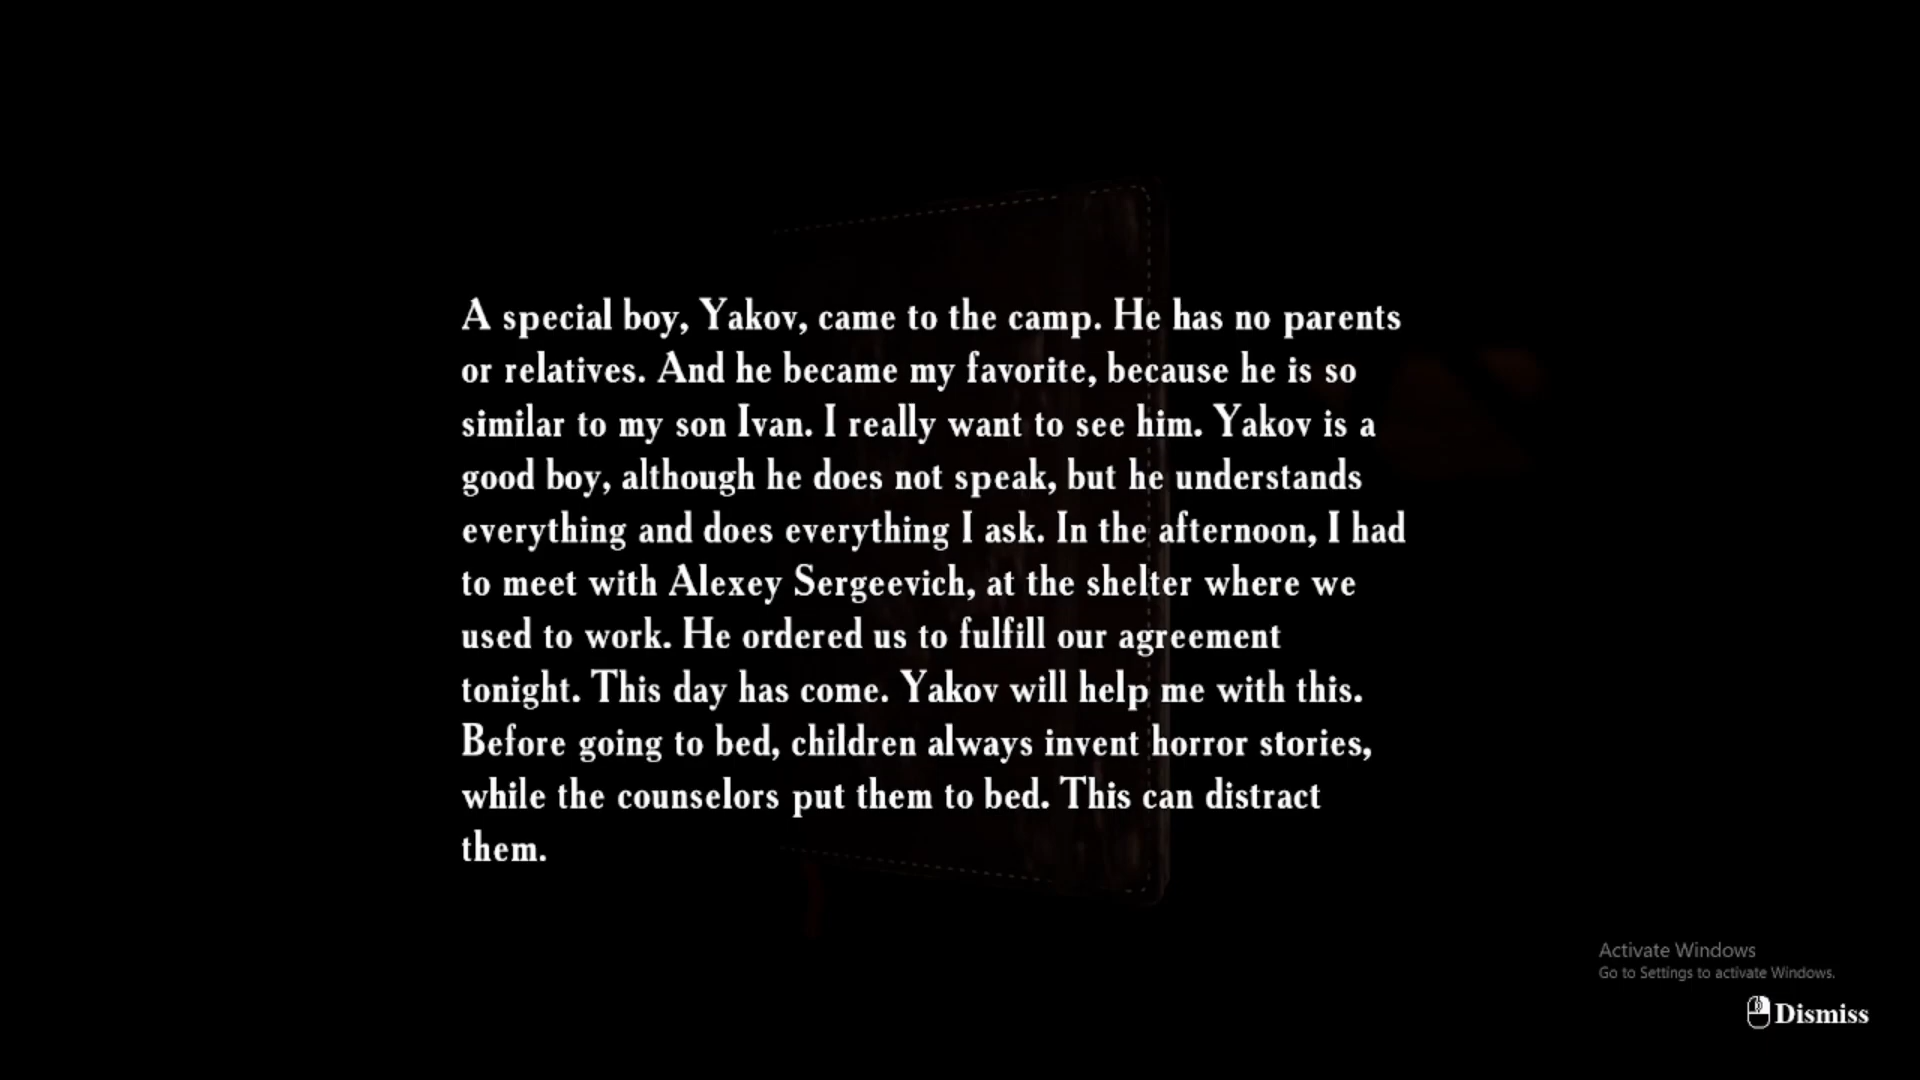 A special boy, Yakov, came to the camp. He has no parents
or relatives. And he became my favorite, because he is so
similar to my son Ivan. I really want to see him. Yakov is a
good boy, although he does not speak, but he understands
everything and does everything I ask. In the afternoon, I had
to meet with Alexey Sergeevich, at the shelter where we
used to work. He ordered us to fulfill our agreement
tonight. This day has come. Yakov will help me with this.
Before going to bed, children always invent horror stories,
while the counselors put them to bed. This can distract
them.
Activate Windows
Go to Settings to activate Windows.
Dismiss